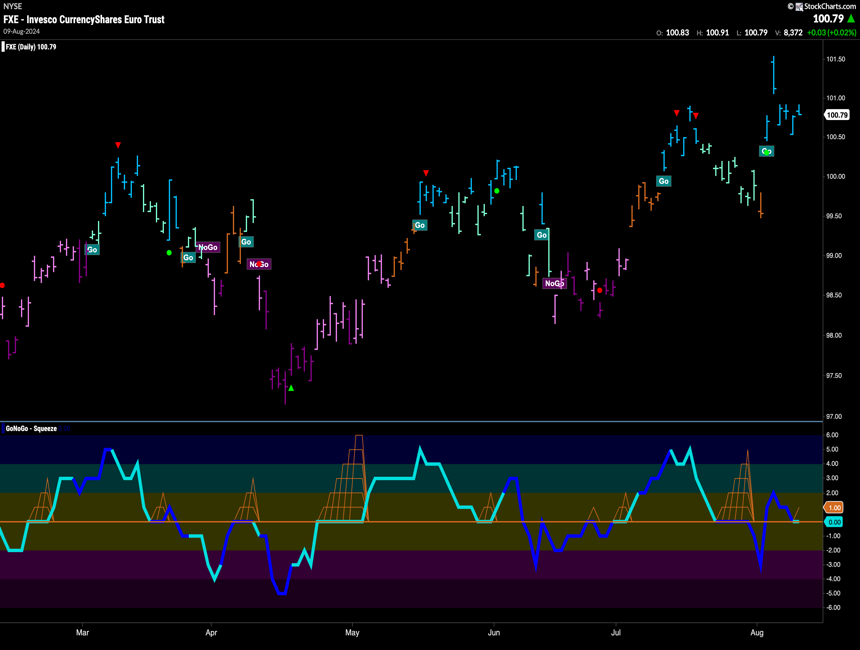 NYSE
© StockCharts.com
FXE - Invesco CurrencyShares Euro Trust
100.79
09-Aug-2024
O: 100.83 H: 100.91 L: 100.79 V: 8,372 +0.03 (+0.02%)
FXE (Daily) 100.79
101.50
101.00
100.79
100.50
Go
100.00
Go
99.50
Go
Go
Go
NoGo
Go
99.00
Go
NoGo
98.50
NoGo
98.00
97.50
97.00
GoNoGo - Squeeze
6.00
5.00
4.00
3.00
2.00
1.00
0.00
-1.00
-2.00
-3.00
-4.00
-5.00
-6.00
Mar Apr May Jun Jul Aug